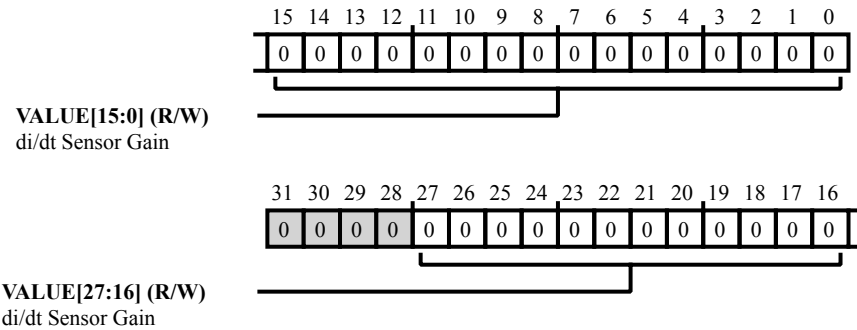 15 14 13 12 11 10 9 8 7 6 5 4 3 2 1 0
0 0 0 0 0 0 0 0 0 0 0 0 0 0 0 0
VALUE[15:0] (R/W)
di/dt Sensor Gain
31 30 29 28 27 26 25 24 23 22 21 20 19 18 17 16
0 0 0 0 0 0 0 0 0 0 0 0 0 0 0 0
VALUE[27:16] (R/W)
di/dt Sensor Gain